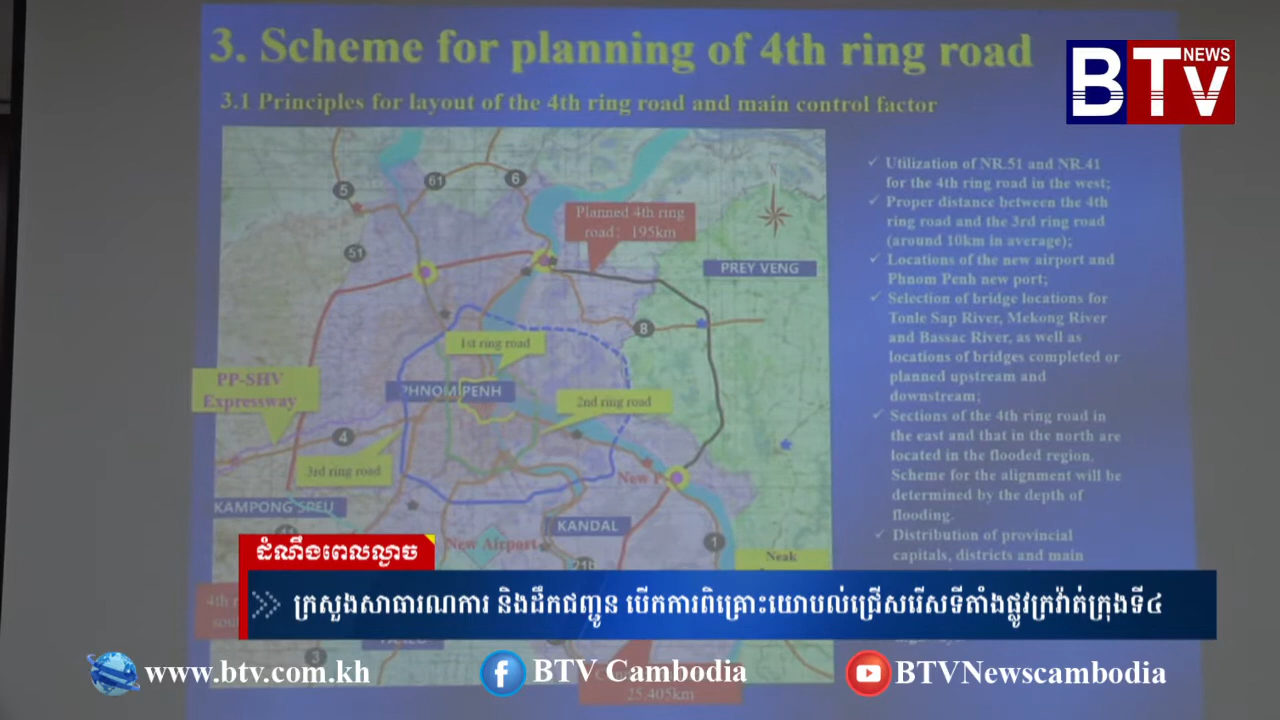 3. Scheme for planning of 4th ring road
3.1 Principles for layout of the 4th ring road and main control factor
BTV NEWS
Utilization of NR.51 and NR.41
for the 4th ring road in the west;
Proper distance between the 4th
ring road and the 3rd ring road
(around 10km in average);
Locations of the new airport and
Phnom Penh new port;
Selection of bridge locations for
Tonle Sap River, Mekong River
and Bassac River, as well as
locations of bridges completed or
planned upstream and
downstream;
Sections of the 4th ring road in
the east and that in the north are
located in the flooded region.
Scheme for the alignment will be
determined by the depth of
flooding.
Distribution of provincial
capitals, districts and main
N
5
61
6
51
Planned 4th ring
road: 195km
PREY VENG
8
1st ring road
PP-SHV
Expressway
PHNOM PENH
2nd ring road
4
3rd ring road
New
KAMPONG SPEU
KANDAL
New Airport
1
Neak
21B
4th
3
25.405km
ដំណឹងពេលល្ងាច
ក្រសួងសាធារណការ និងដឹកជញ្ជូន បើកការពិគ្រោះយោបល់ជ្រើសរើសទីតាំងផ្លូវក្រវ៉ាត់ក្រុងទី៤
www.btv.com.kh
BTV Cambodia
BTVNewscambodia